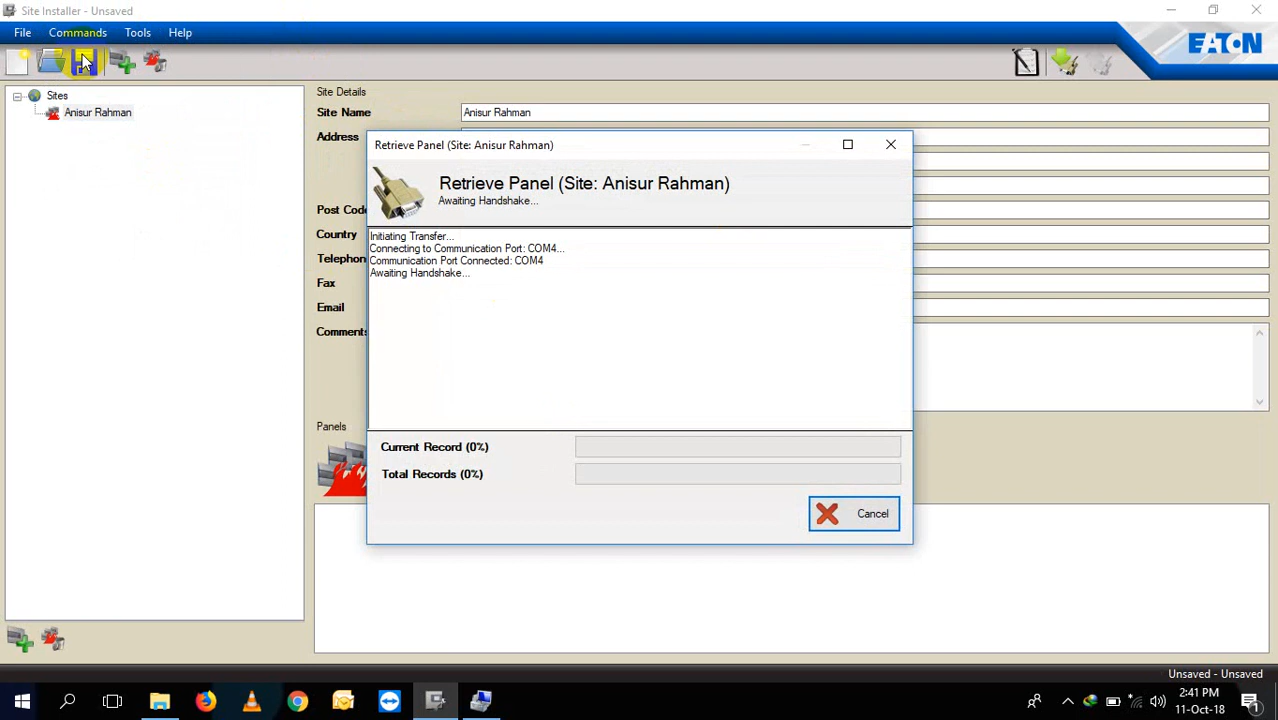 Site Installer - Unsaved
File Commands Tools Help
EATON
Sites
Anisur Rahman
Site Details
Site Name Anisur Rahman
Address
Post Code
Country
Telephon
Fax
Email
Comments
Panels
Retrieve Panel (Site: Anisur Rahman)
Retrieve Panel (Site: Anisur Rahman)
Awaiting Handshake...
Initiating Transfer...
Connecting to Communication Port: COM4...
Communication Port Connected: COM4
Awaiting Handshake...
Current Record (0%)
Total Records (0%)
Cancel
Unsaved - Unsaved
2:41 PM
11-Oct-18
1